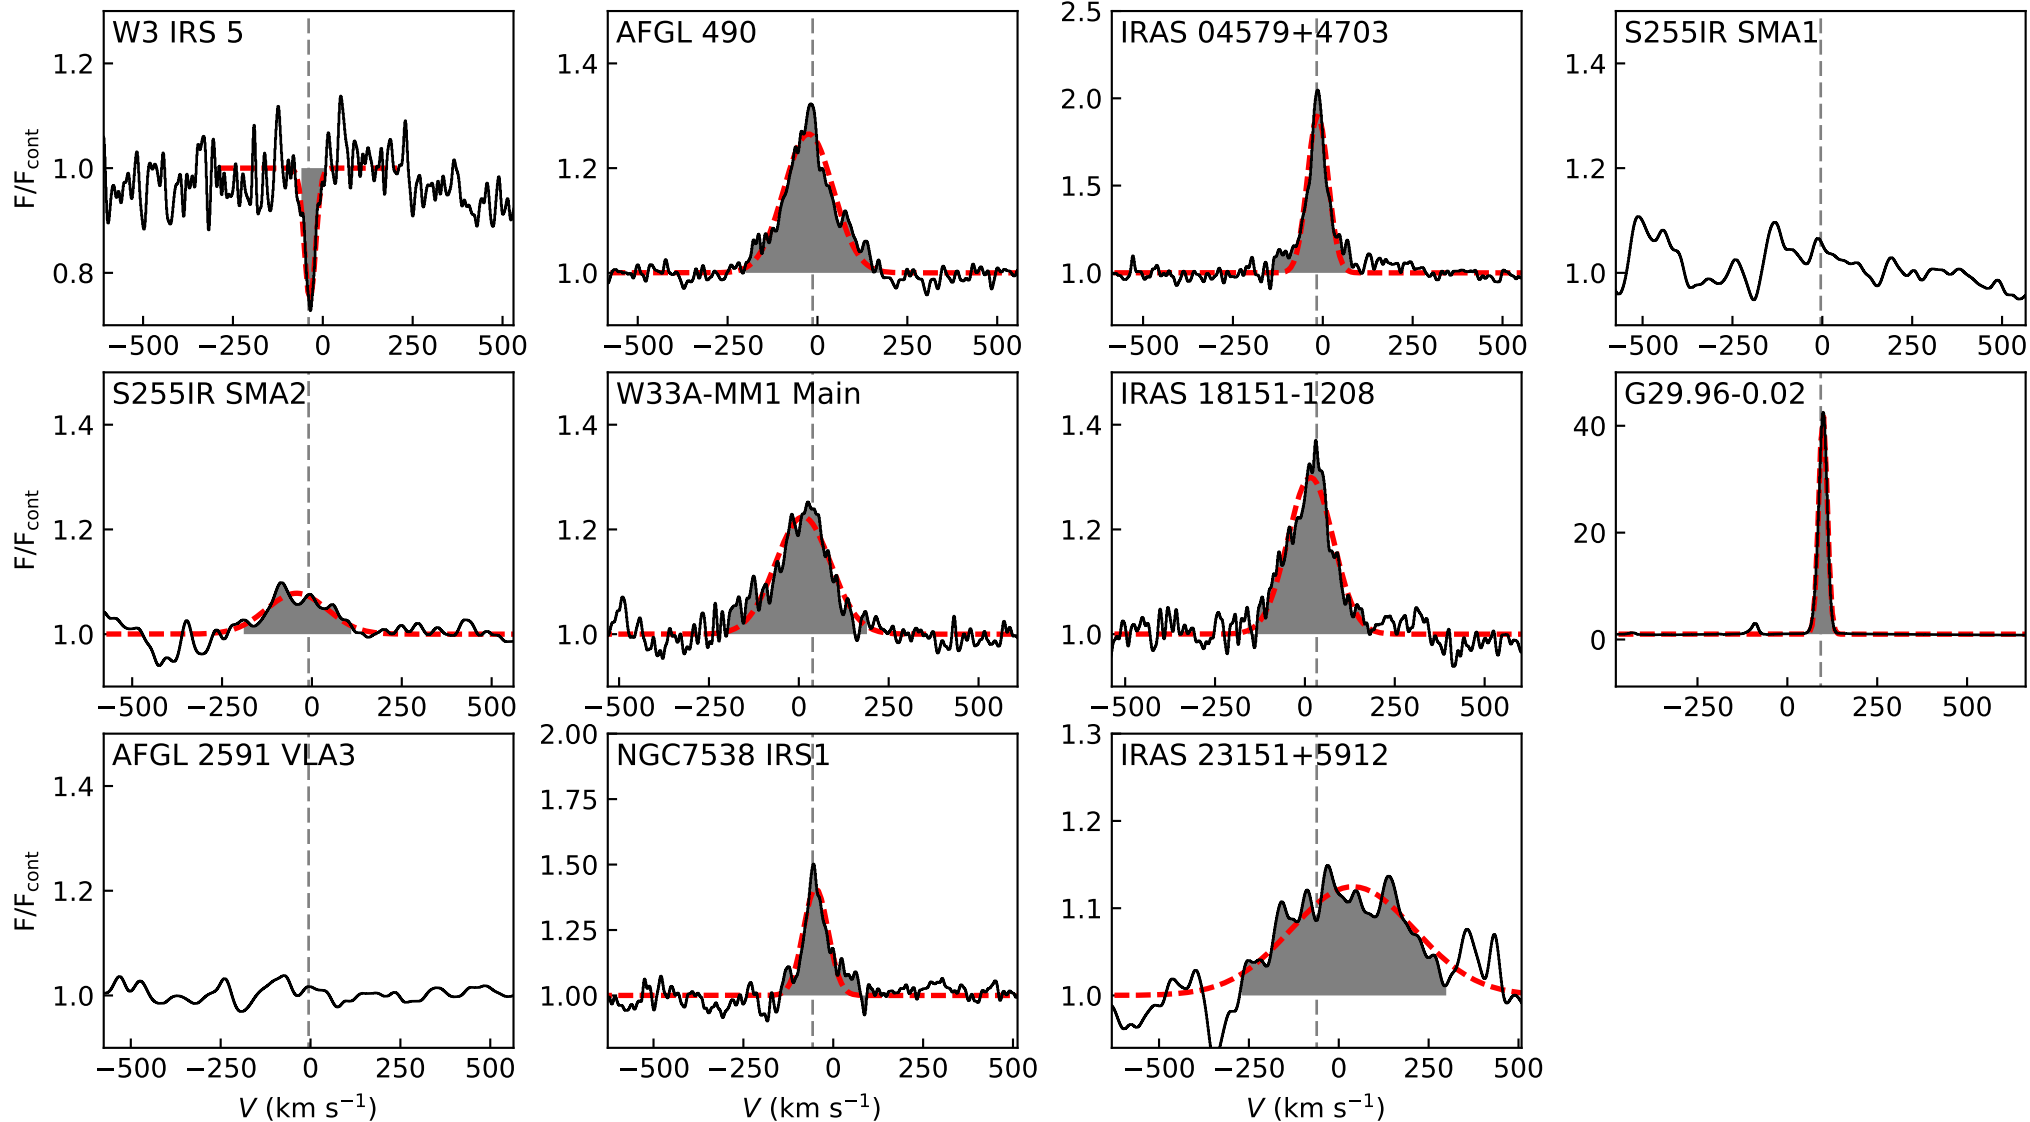 W3 IRS 5
AFGL 490
IRAS 04579+4703
S255IR SMA1
F/F_cont
1.2
1.0
0.8
1.4
1.2
1.0
2.5
2.0
1.5
1.0
1.4
1.2
1.0
−500 −250 0 250 500
−500 −250 0 250 500
−500 −250 0 250 500
−500 −250 0 250 500
S255IR SMA2
W33A-MM1 Main
IRAS 18151-1208
G29.96-0.02
F/F_cont
1.4
1.2
1.0
1.4
1.2
1.0
1.4
1.2
1.0
40
20
0
−500 −250 0 250 500
−500 −250 0 250 500
−500 −250 0 250 500
−250 0 250 500
AFGL 2591 VLA3
NGC7538 IRS1
IRAS 23151+5912
F/F_cont
1.4
1.2
1.0
2.00
1.75
1.50
1.25
1.00
1.3
1.2
1.1
1.0
−500 −250 0 250 500
−500 −250 0 250 500
−500 −250 0 250 500
V (km s⁻¹)
V (km s⁻¹)